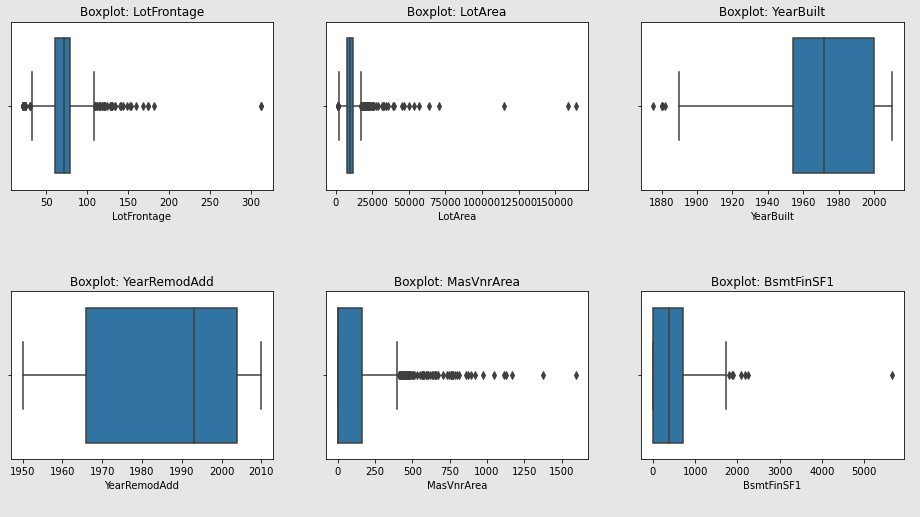 Boxplot: LotFrontage
50 100 150 200 250 300
LotFrontage
Boxplot: LotArea
0 25000 50000 75000 100000 125000 150000
LotArea
Boxplot: YearBuilt
1880 1900 1920 1940 1960 1980 2000
YearBuilt
Boxplot: YearRemodAdd
1950 1960 1970 1980 1990 2000 2010
YearRemodAdd
Boxplot: MasVnrArea
0 250 500 750 1000 1250 1500
MasVnrArea
Boxplot: BsmtFinSF1
0 1000 2000 3000 4000 5000
BsmtFinSF1